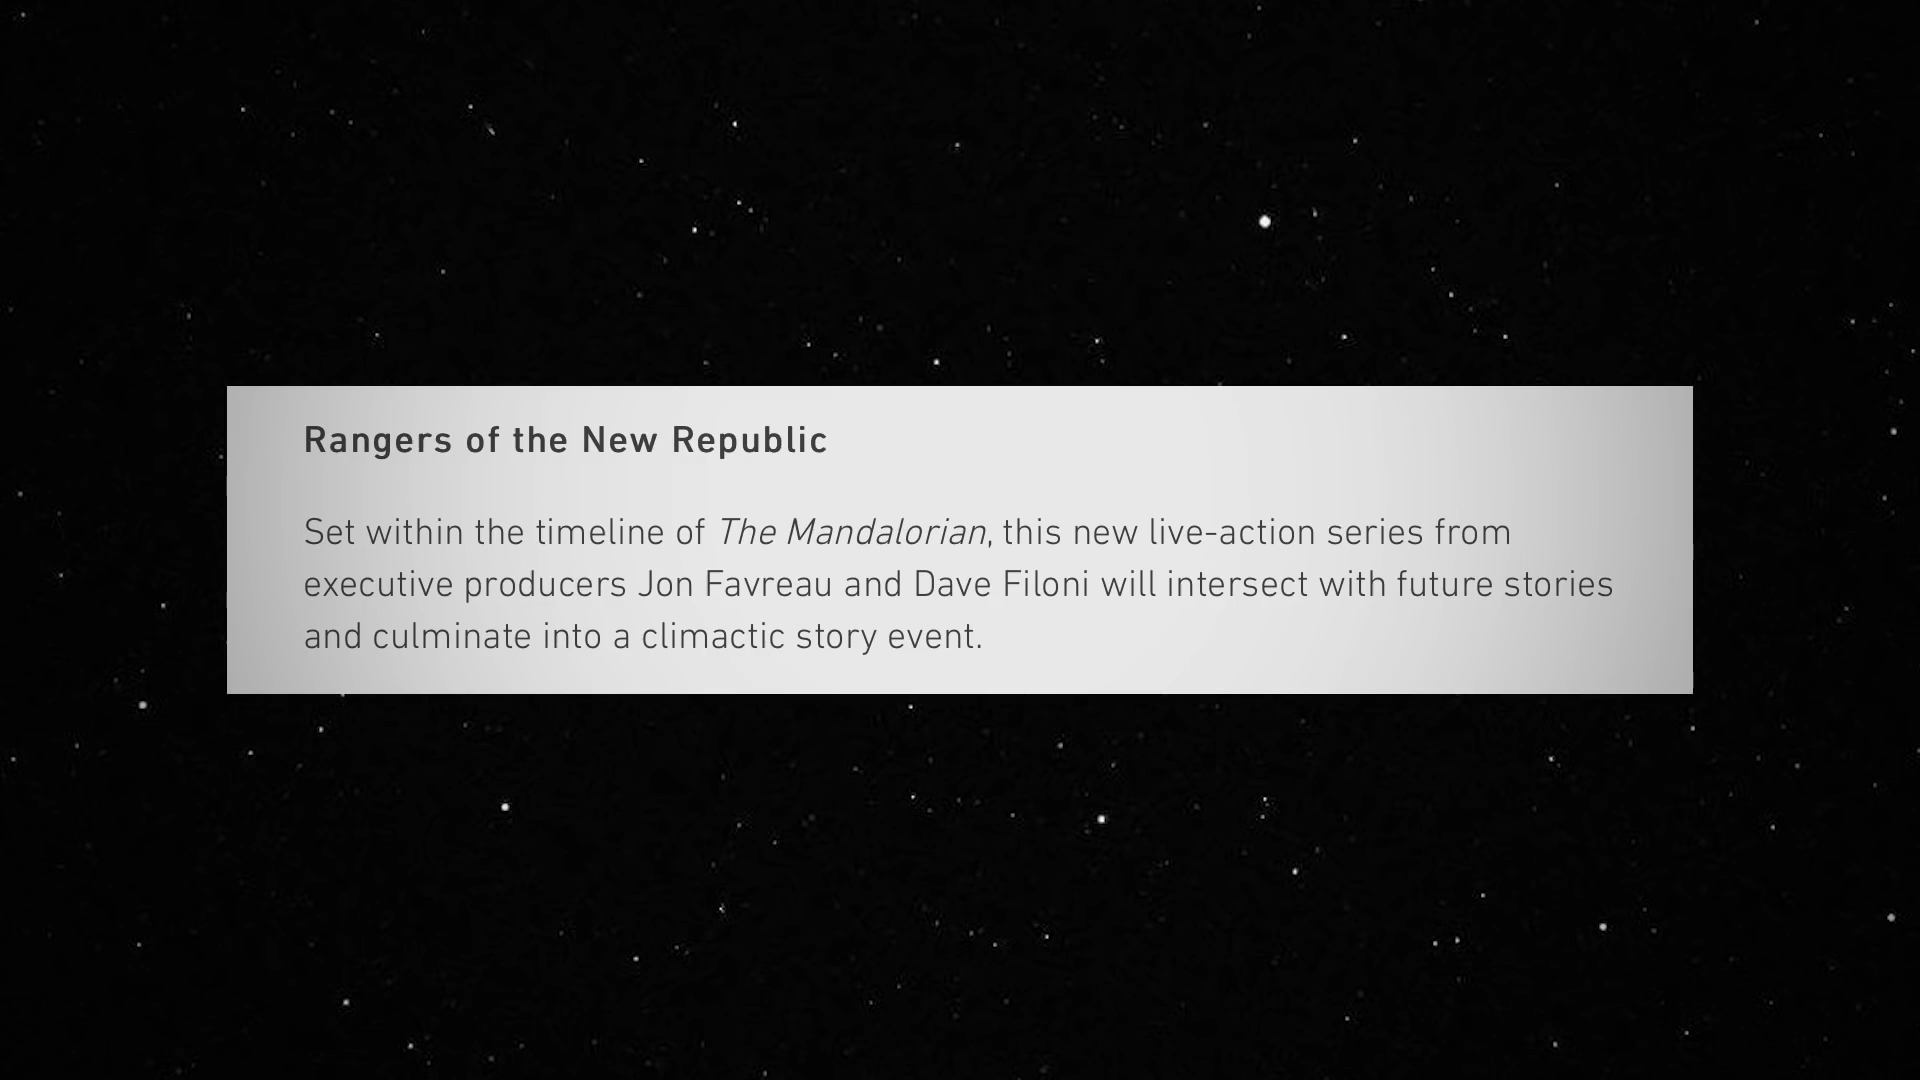 Rangers of the New Republic
Set within the timeline of The Mandalorian, this new live-action series from
executive producers Jon Favreau and Dave Filoni will intersect with future stories
and culminate into a climactic story event.